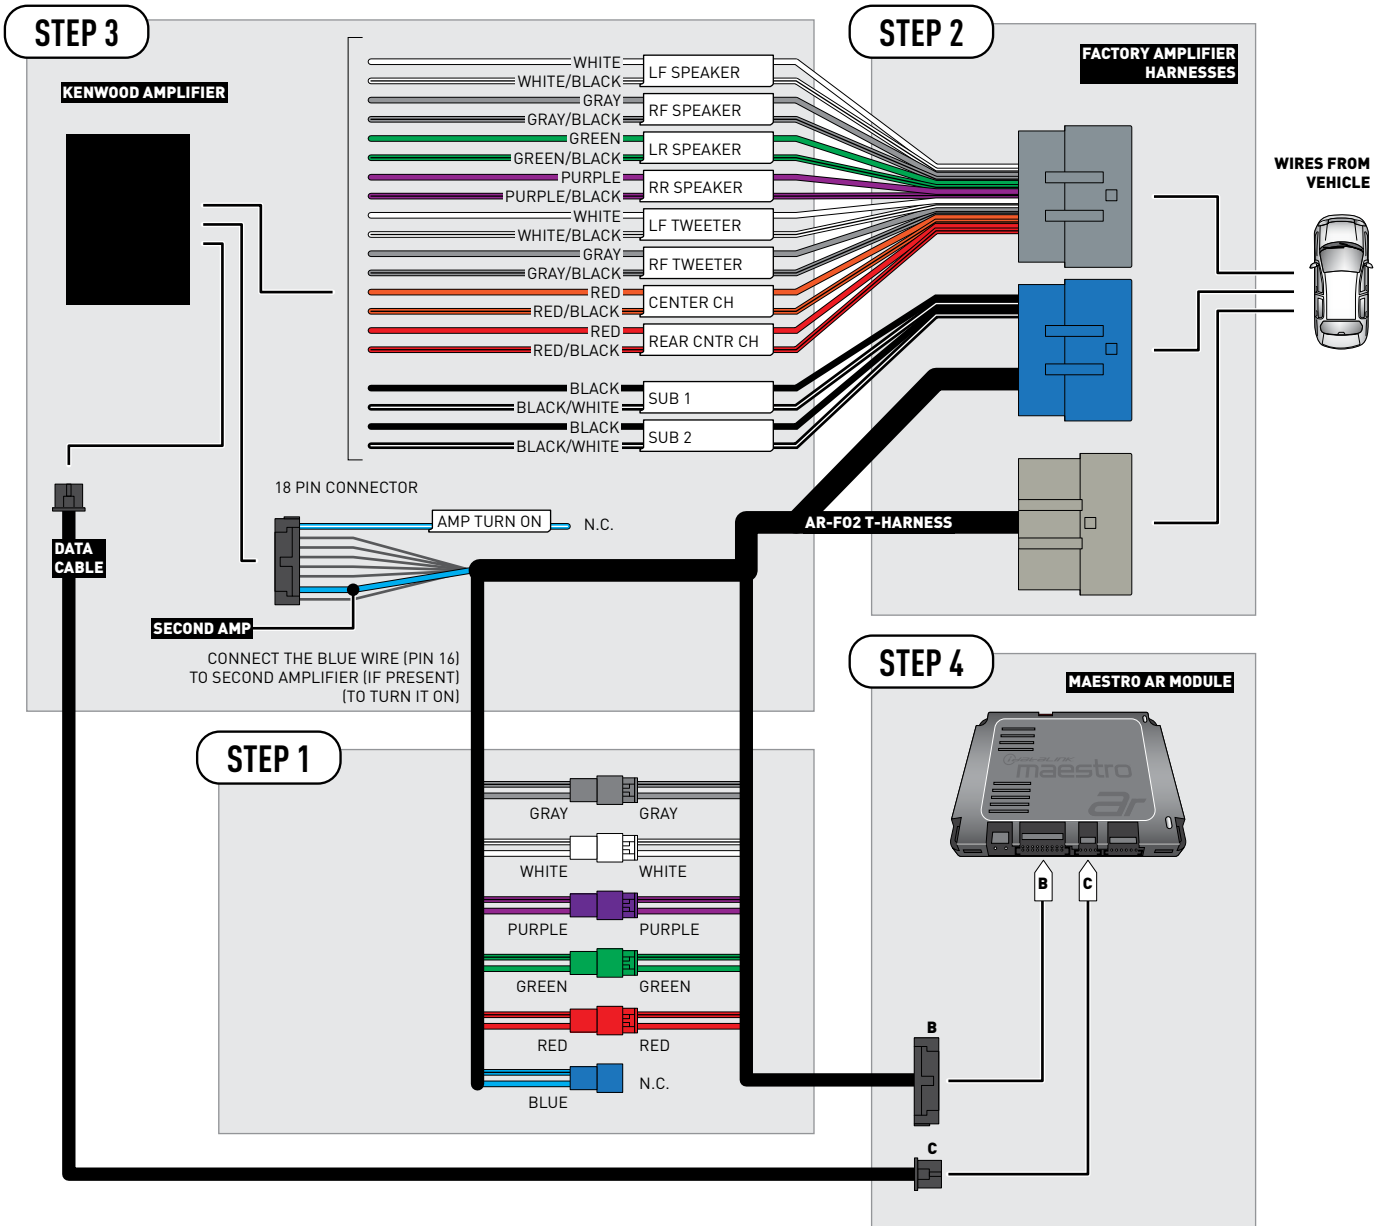 STEP 3
KENWOOD AMPLIFIER
WHITE
WHITE/BLACK
LF SPEAKER
GRAY
GRAY/BLACK
RF SPEAKER
GREEN
GREEN/BLACK
LR SPEAKER
PURPLE
PURPLE/BLACK
RR SPEAKER
WHITE
WHITE/BLACK
LF TWEETER
GRAY
GRAY/BLACK
RF TWEETER
RED
RED/BLACK
CENTER CH
RED
RED/BLACK
REAR CNTR CH
BLACK
BLACK/WHITE
SUB 1
BLACK
BLACK/WHITE
SUB 2
18 PIN CONNECTOR
AMP TURN ON
N.C.
DATA
CABLE
SECOND AMP
CONNECT THE BLUE WIRE (PIN 16)
TO SECOND AMPLIFIER (IF PRESENT)
(TO TURN IT ON)
STEP 2
FACTORY AMPLIFIER
HARNESSES
WIRES FROM
VEHICLE
AR-FO2 T-HARNESS
STEP 1
GRAY
GRAY
WHITE
WHITE
PURPLE
PURPLE
GREEN
GREEN
RED
RED
BLUE
N.C.
STEP 4
MAESTRO AR MODULE
maestro
ar
B
C
B
C